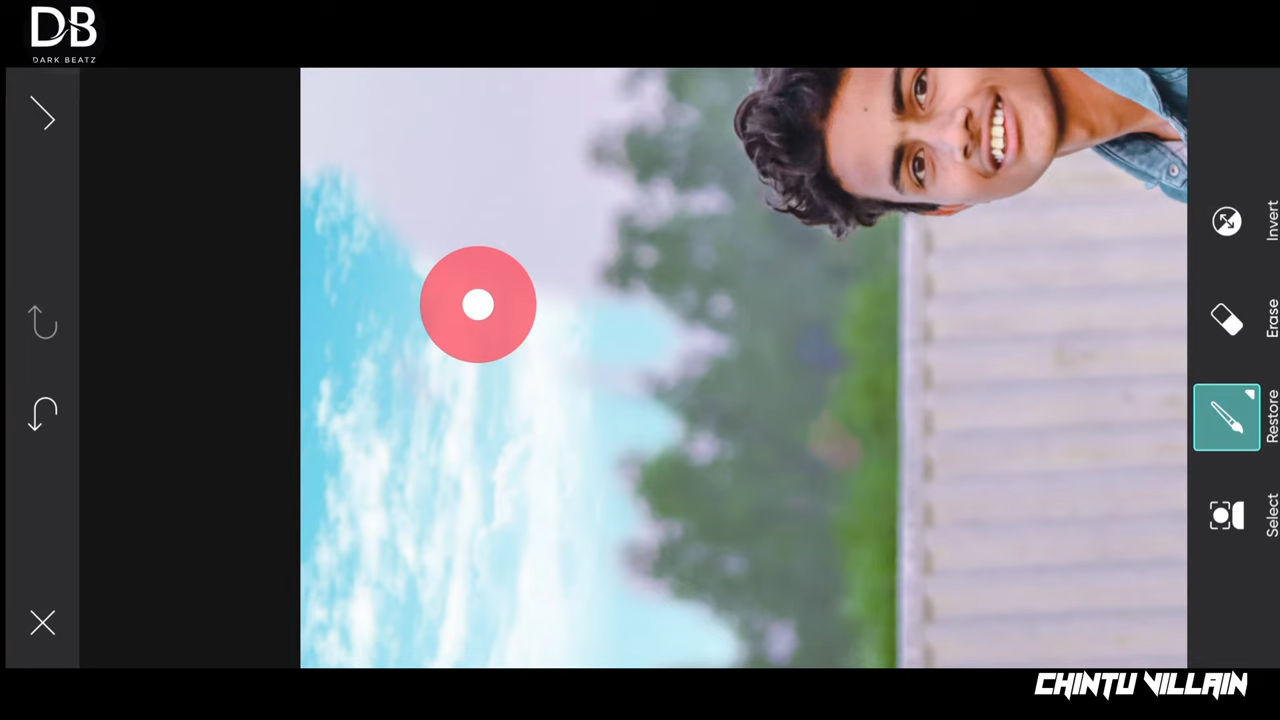 DB
DARK BEATZ
Invert
Erase
Restore
Select
CHINTU VILLAIN